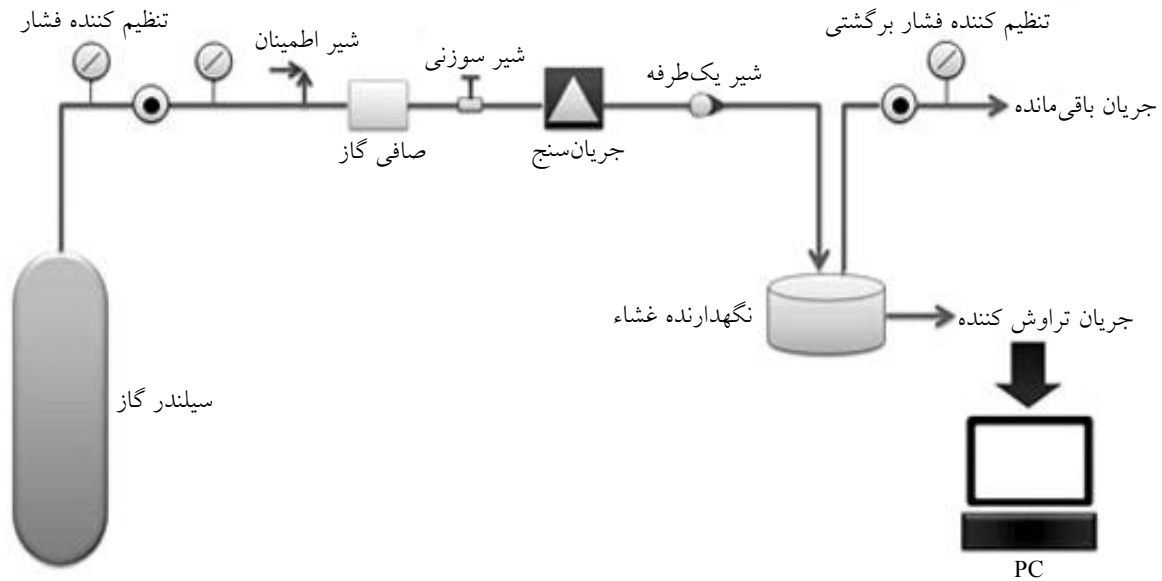 تنظیم کننده فشار
شیر اطمینان
شیر سوزنی
شیر یک‌طرفه
تنظیم کننده فشار برگشتی
جریان باقی‌مانده
صافی گاز
جریان‌سنج
نگهدارنده غشاء
جریان تراوش کننده
سیلندر گاز
PC